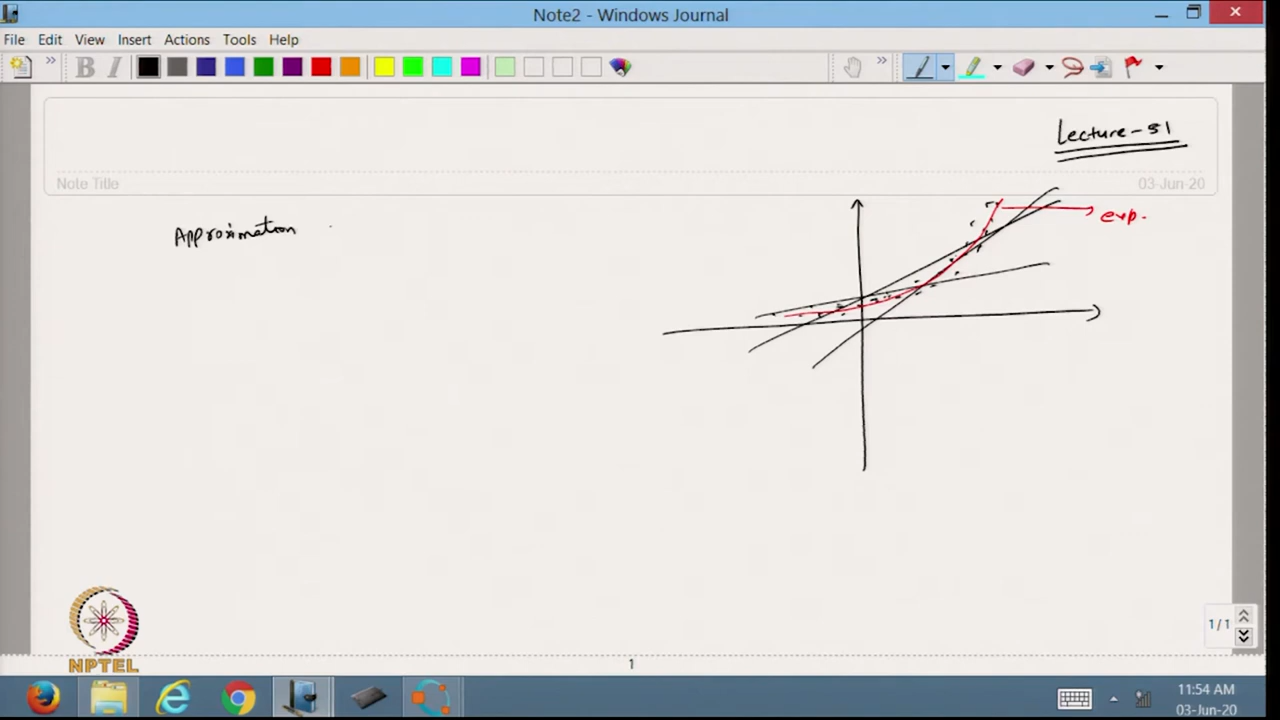 Note2 - Windows Journal
File Edit View Insert Actions Tools Help
B I
Lecture-51
Note Title
03-Jun-20
Approximation
exp.
1/1
NPTEL
1
11:54 AM
03-Jun-20